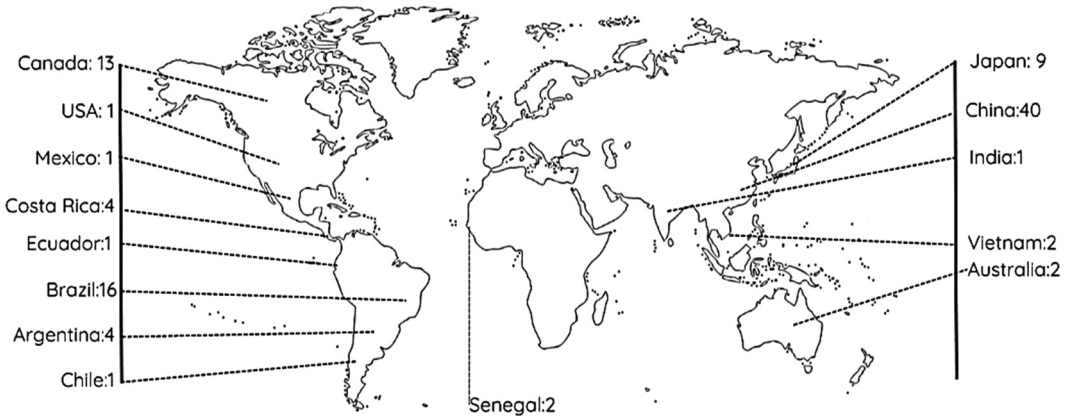 Canada: 13
USA: 1
Mexico: 1
Costa Rica:4
Ecuador:1
Brazil:16
Argentina:4
Chile:1
Senegal:2
Japan: 9
China:40
India:1
Vietnam:2
Australia:2